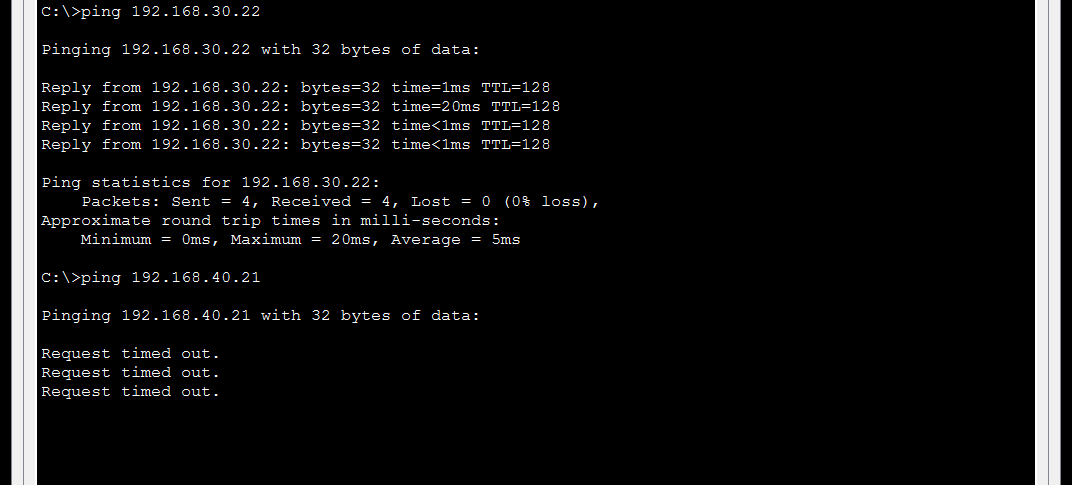 C:\>ping 192.168.30.22
Pinging 192.168.30.22 with 32 bytes of data:
Reply from 192.168.30.22: bytes=32 time=1ms TTL=128
Reply from 192.168.30.22: bytes=32 time=20ms TTL=128
Reply from 192.168.30.22: bytes=32 time<1ms TTL=128
Reply from 192.168.30.22: bytes=32 time<1ms TTL=128
Ping statistics for 192.168.30.22:
Packets: Sent = 4, Received = 4, Lost = 0 (0% loss),
Approximate round trip times in milli-seconds:
Minimum = 0ms, Maximum = 20ms, Average = 5ms
C:\>ping 192.168.40.21
Pinging 192.168.40.21 with 32 bytes of data:
Request timed out.
Request timed out.
Request timed out.